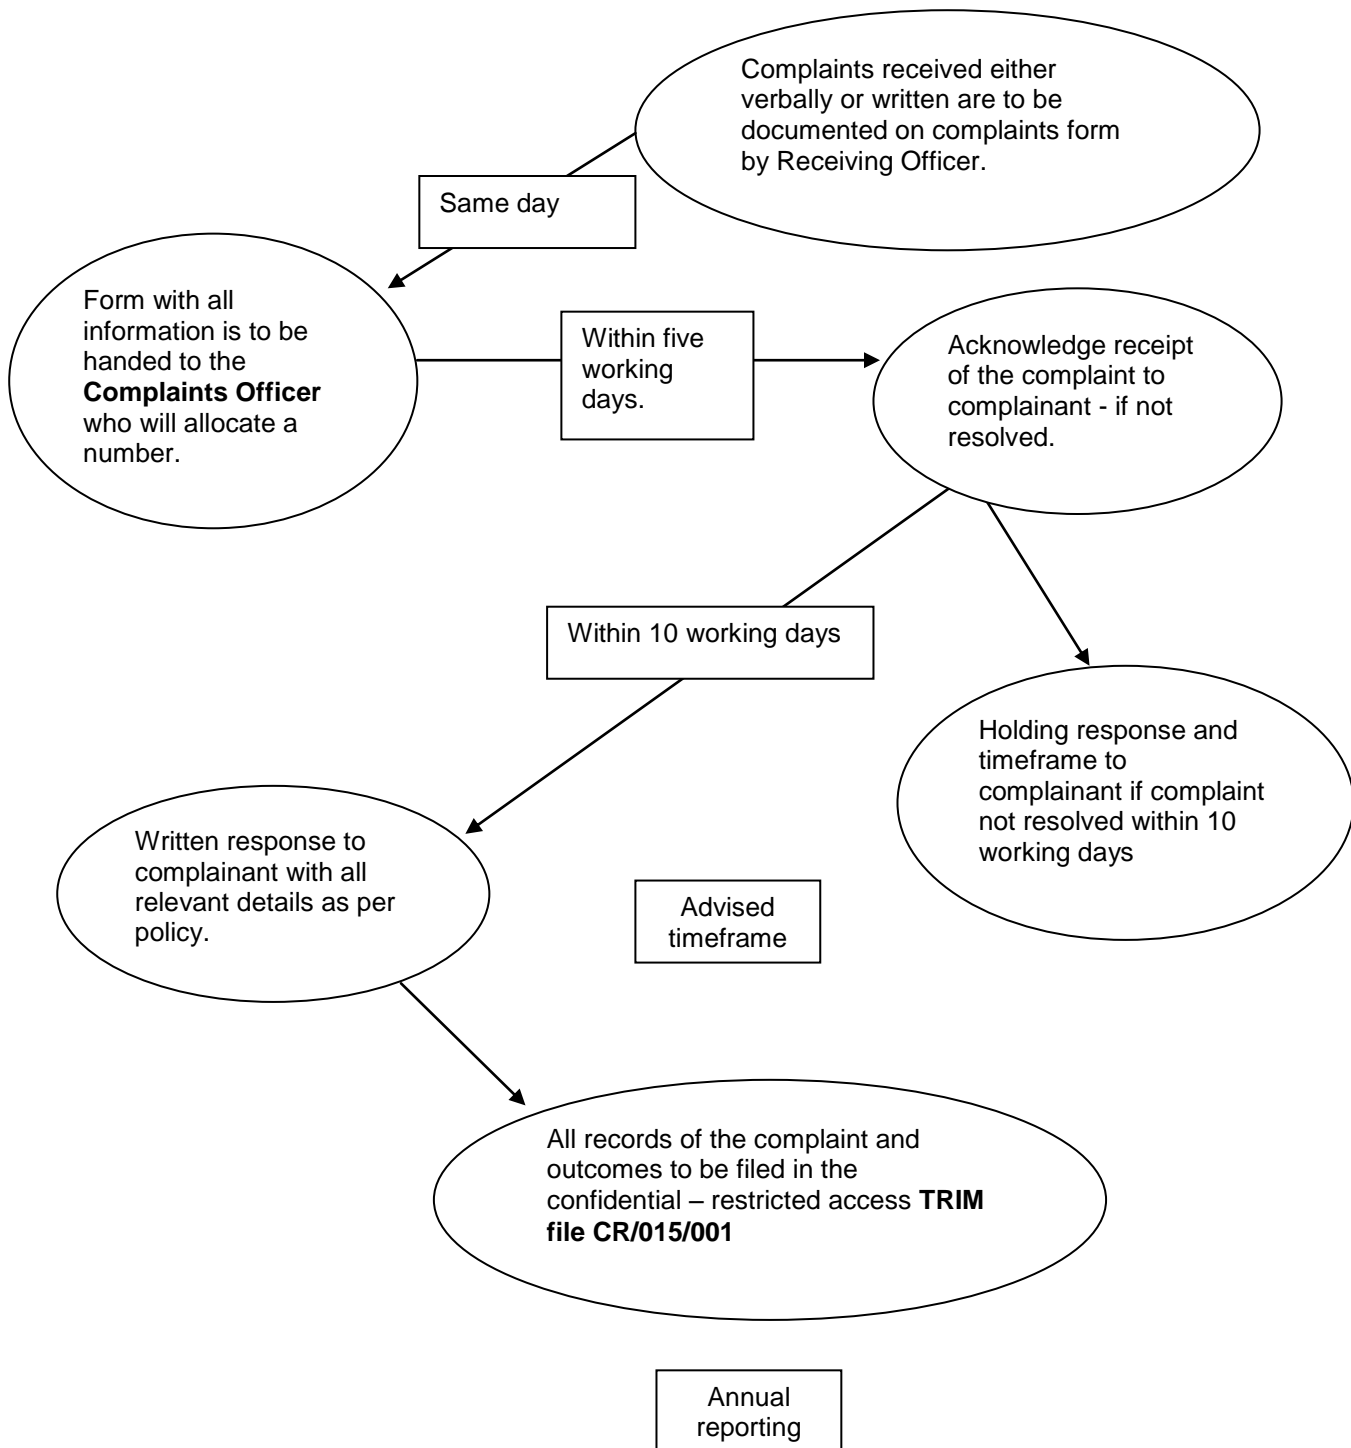 Complaints received either
verbally or written are to be
documented on complaints form
by Receiving Officer.
Same day
Form with all
information is to be
handed to the
Complaints Officer
who will allocate a
number.
Within five
working
days.
Acknowledge receipt
of the complaint to
complainant - if not
resolved.
Within 10 working days
Holding response and
timeframe to
complainant if complaint
not resolved within 10
working days
Written response to
complainant with all
relevant details as per
policy.
Advised
timeframe
All records of the complaint and
outcomes to be filed in the
confidential – restricted access TRIM
file CR/015/001
Annual
reporting